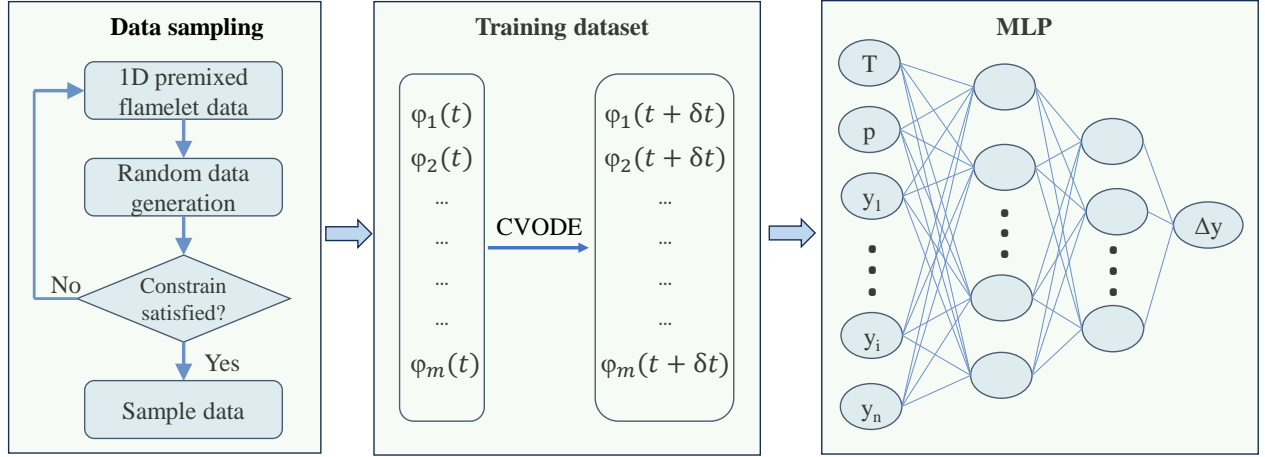 Data sampling
1D premixed
flamelet data
Random data
generation
No
Constrain
satisfied?
Yes
Sample data
Training dataset
φ₁(t)
φ₂(t)
...
...
...
...
φₘ(t)
CVODE
φ₁(t + δt)
φ₂(t + δt)
...
...
...
...
φₘ(t + δt)
MLP
T
p
y₁
yᵢ
yₙ
Δy